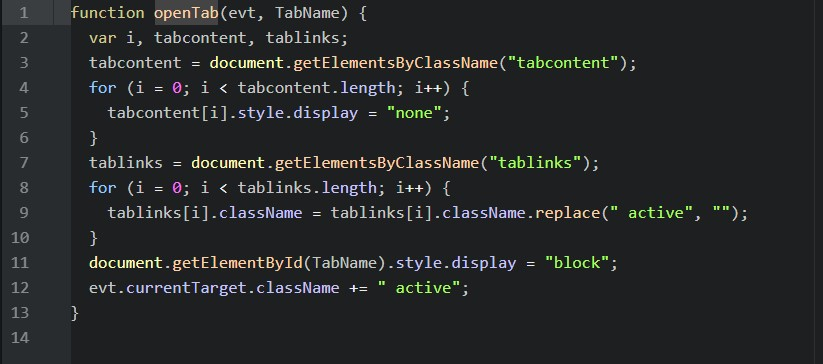 1 function openTab(evt, TabName) {
2   var i, tabcontent, tablinks;
3   tabcontent = document.getElementsByClassName("tabcontent");
4   for (i = 0; i < tabcontent.length; i++) {
5     tabcontent[i].style.display = "none";
6   }
7   tablinks = document.getElementsByClassName("tablinks");
8   for (i = 0; i < tablinks.length; i++) {
9     tablinks[i].className = tablinks[i].className.replace(" active", "");
10   }
11   document.getElementById(TabName).style.display = "block";
12   evt.currentTarget.className += " active";
13 }
14